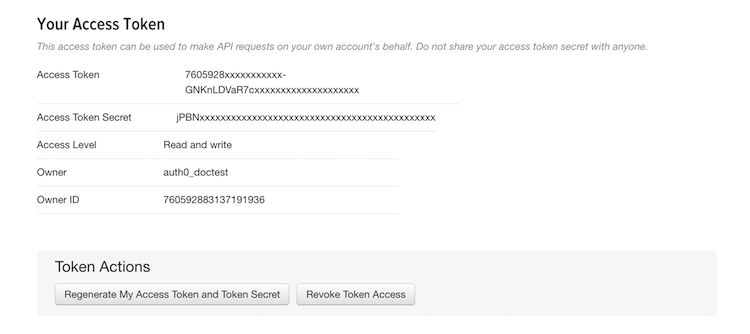 Your Access Token
This access token can be used to make API requests on your own account's behalf. Do not share your access token secret with anyone.
Access Token 7605928xxxxxxxxxxx-
GNKnLDVaR7cxxxxxxxxxxxxxxxxxxxx
Access Token Secret jPBNxxxxxxxxxxxxxxxxxxxxxxxxxxxxxxxxxxxxxxxxxxxxx
Access Level Read and write
Owner auth0_doctest
Owner ID 760592883137191936
Token Actions
Regenerate My Access Token and Token Secret Revoke Token Access